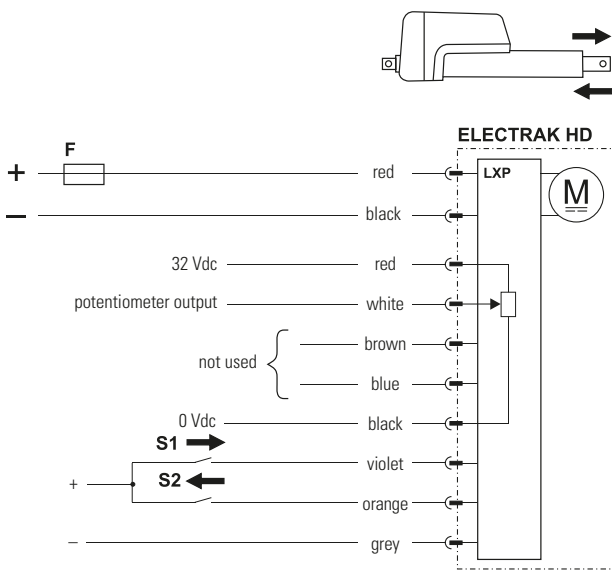 ELECTRAK HD
F
+ red LXP
M
− black
32 Vdc red
potentiometer output white
brown
not used
blue
0 Vdc black
S1
violet
+ S2
orange
− grey